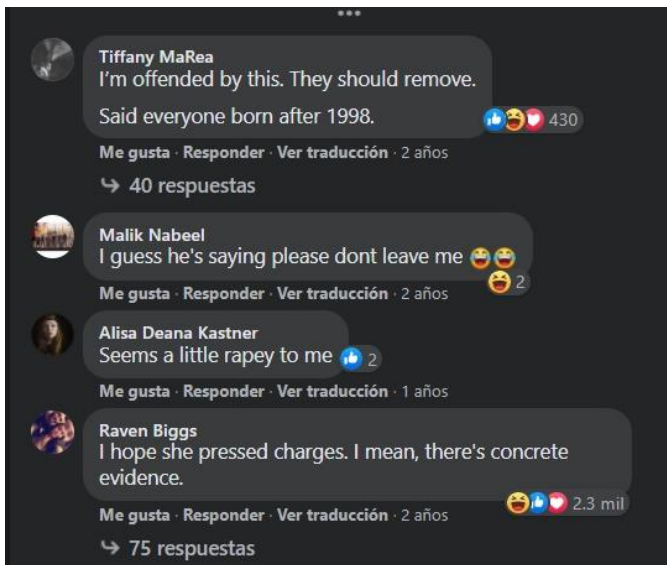 Tiffany MaRea
I'm offended by this. They should remove.
Said everyone born after 1998.
430
Me gusta · Responder · Ver traducción · 2 años
40 respuestas
Malik Nabeel
I guess he's saying please dont leave me 😂😂
2
Me gusta · Responder · Ver traducción · 2 años
Alisa Deana Kastner
Seems a little rapey to me 2
Me gusta · Responder · Ver traducción · 1 años
Raven Biggs
I hope she pressed charges. I mean, there's concrete
evidence.
2.3 mil
Me gusta · Responder · Ver traducción · 2 años
75 respuestas